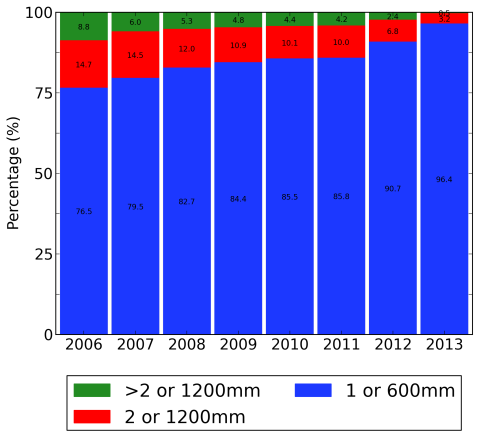 100
75
50
25
0
Percentage (%)
8.8 6.0 5.3 4.8 4.4 4.2 2.4 0.5
14.7 14.5 12.0 10.9 10.1 10.0 6.8 3.2
76.5 79.5 82.7 84.4 85.5 85.8 90.7 96.4
2006 2007 2008 2009 2010 2011 2012 2013
>2 or 1200mm 1 or 600mm
2 or 1200mm